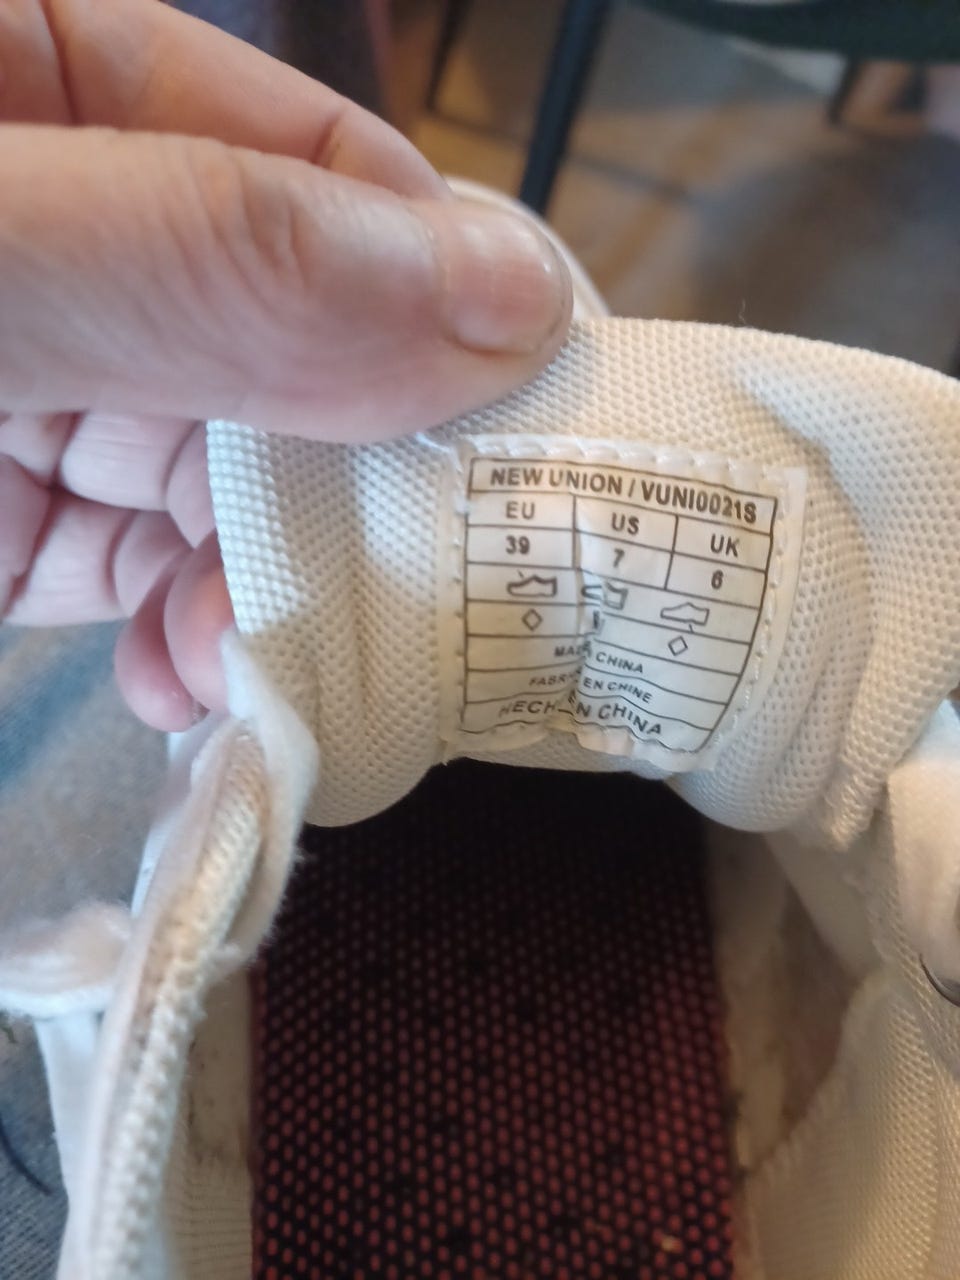 NEW UNION / VUNI0021S
EU US UK
39 7 6
CHINA
EN CHINE
CHINA